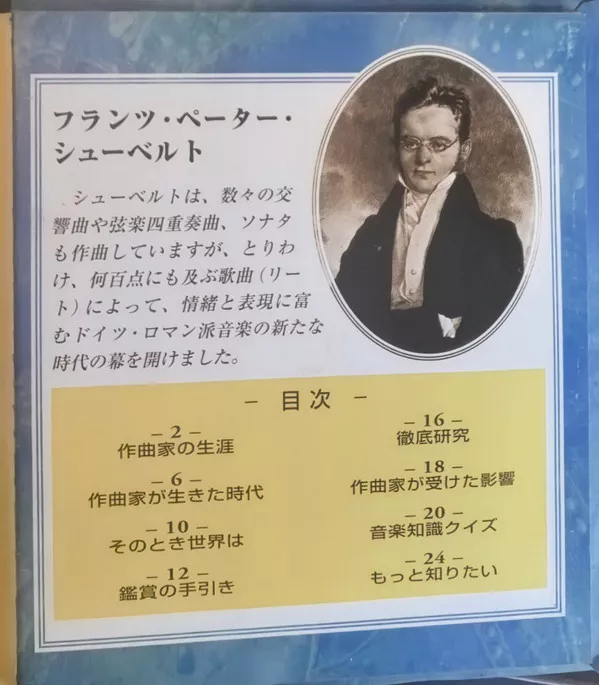 フランツ・ペーター・
シューベルト
シューベルトは、数々の交
響曲や弦楽四重奏曲、ソナタ
も作曲していますが、とりわ
け、何百点にも及ぶ歌曲(リー
ト)によって、情緒と表現に富
むドイツ・ロマン派音楽の新たな
時代の幕を開けました。
− 目次 −
− 2 −
作曲家の生涯
− 6 −
作曲家が生きた時代
− 10 −
そのとき世界は
− 12 −
鑑賞の手引き
− 16 −
徹底研究
− 18 −
作曲家が受けた影響
− 20 −
音楽知識クイズ
− 24 −
もっと知りたい